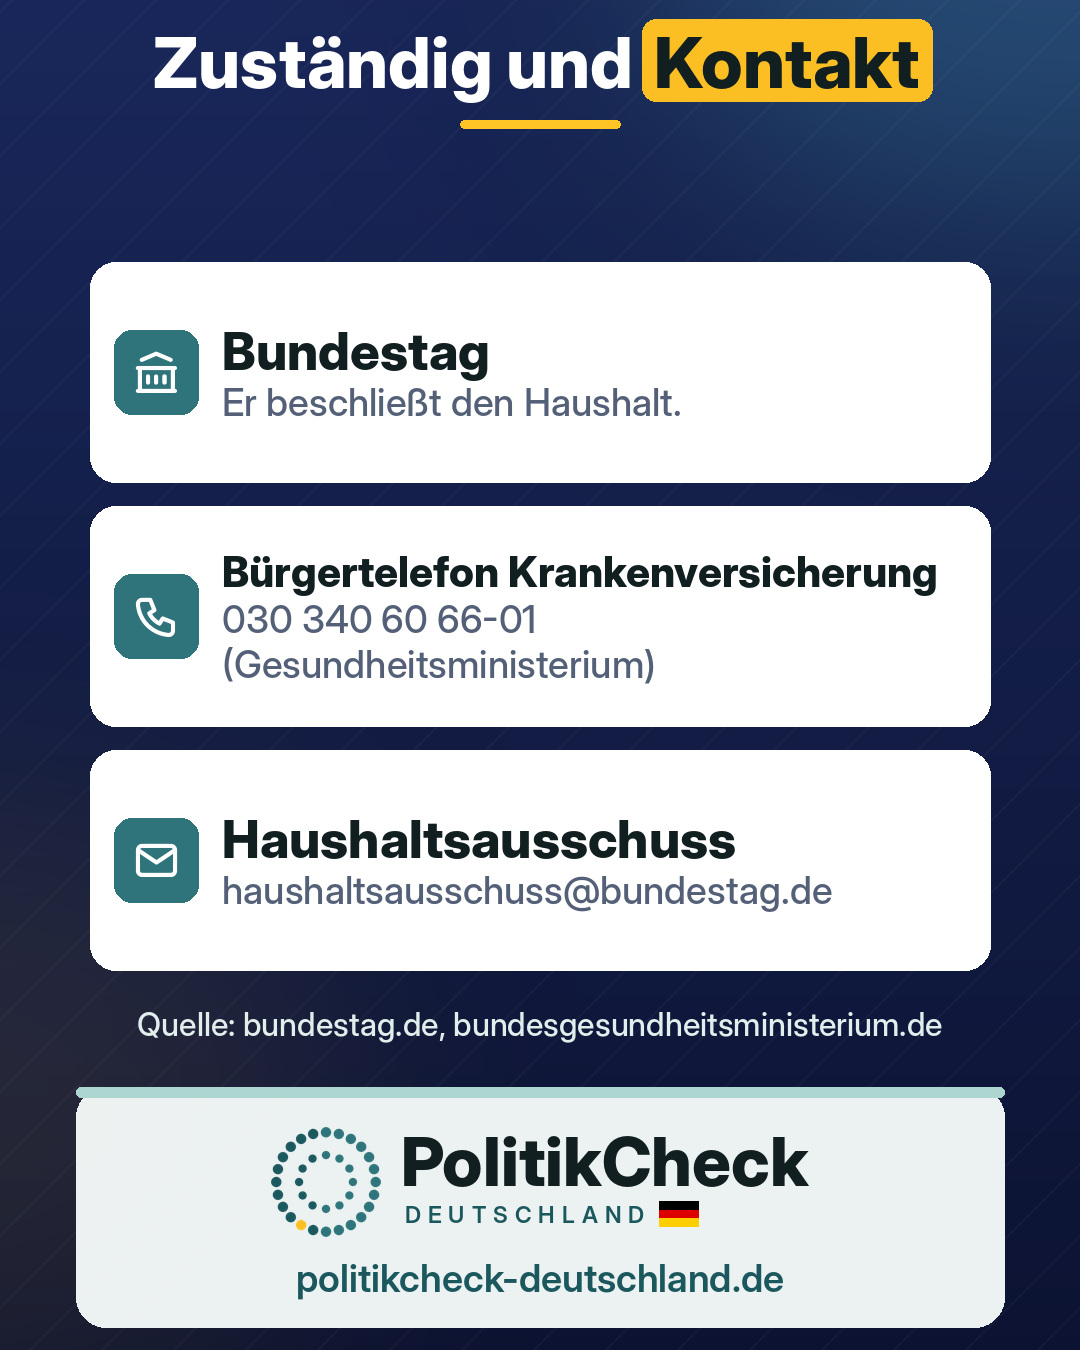 Zuständig und Kontakt
Bundestag
Er beschließt den Haushalt.
Bürgertelefon Krankenversicherung
030 340 60 66-01
(Gesundheitsministerium)
Haushaltsausschuss
haushaltsausschuss@bundestag.de
Quelle: bundestag.de, bundesgesundheitsministerium.de
PolitikCheck
DEUTSCHLAND
politikcheck-deutschland.de